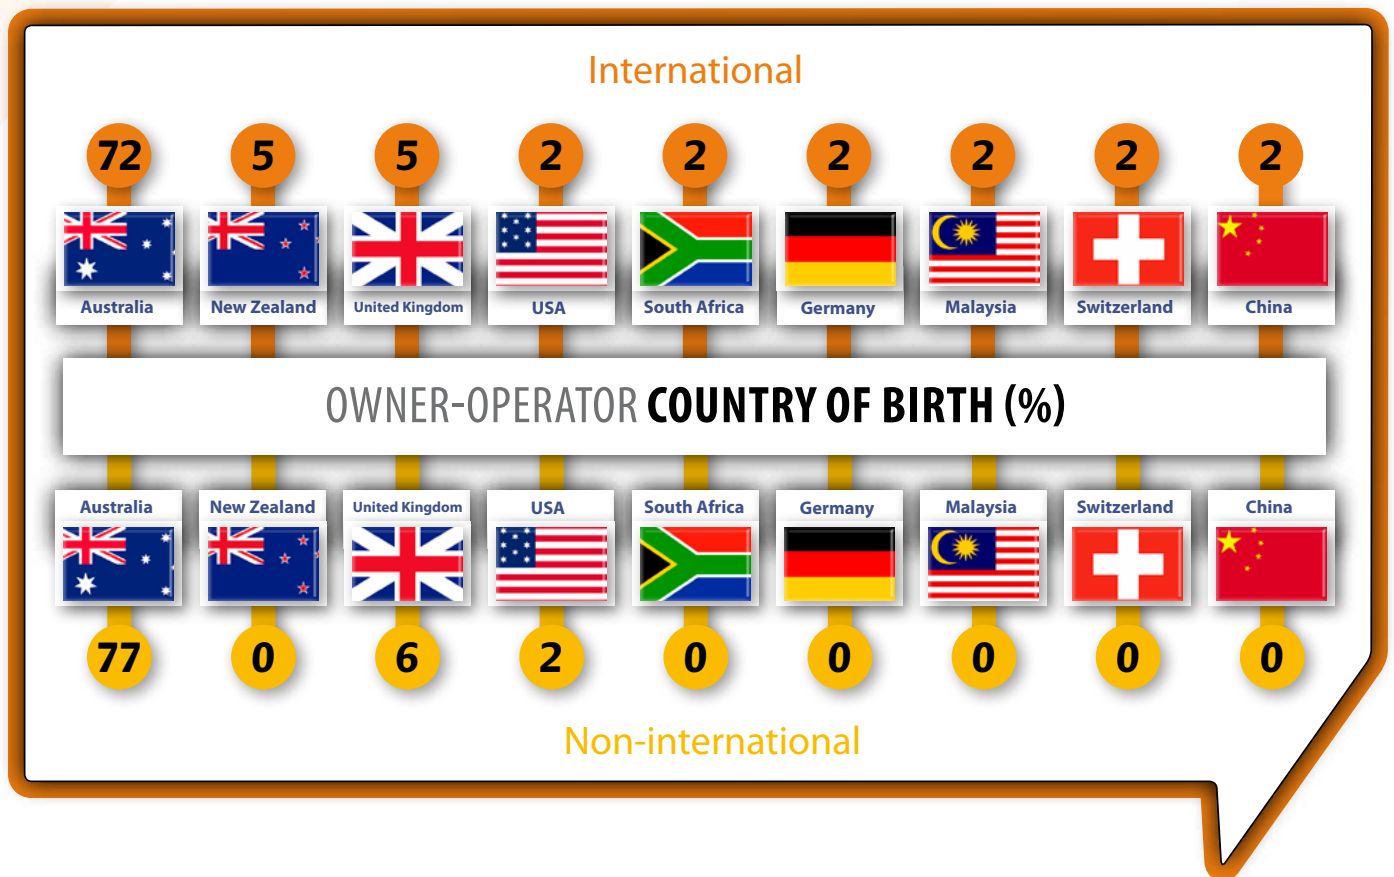 International
72 5 5 2 2 2 2 2 2
Australia New Zealand United Kingdom USA South Africa Germany Malaysia Switzerland China
OWNER-OPERATOR COUNTRY OF BIRTH (%)
Australia New Zealand United Kingdom USA South Africa Germany Malaysia Switzerland China
77 0 6 2 0 0 0 0 0
Non-international